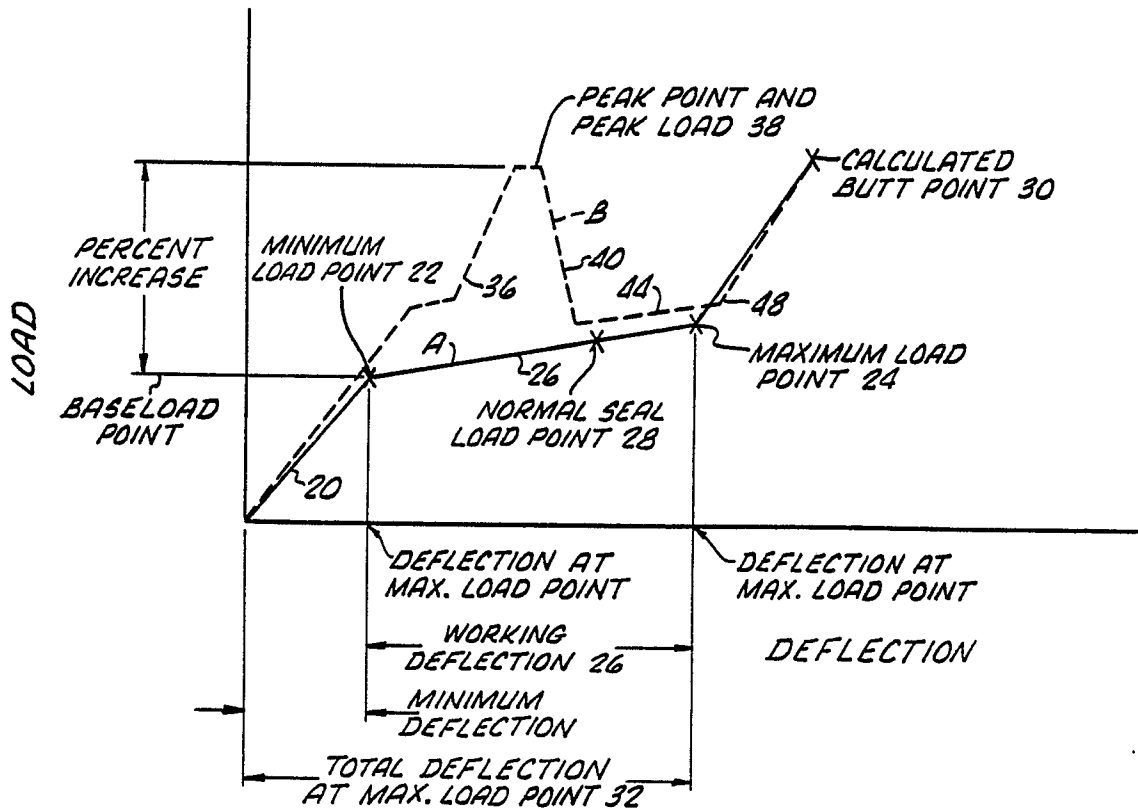 PEAK POINT AND
PEAK LOAD 38
CALCULATED
BUTT POINT 30
PERCENT
INCREASE
MINIMUM
LOAD POINT 22
36
B
40
44
48
LOAD
A
26
MAXIMUM LOAD
POINT 24
BASELOAD
POINT
NORMAL SEAL
LOAD POINT 28
20
DEFLECTION AT
MAX. LOAD POINT
DEFLECTION AT
MAX. LOAD POINT
WORKING
DEFLECTION 26
DEFLECTION
MINIMUM
DEFLECTION
TOTAL DEFLECTION
AT MAX. LOAD POINT 32